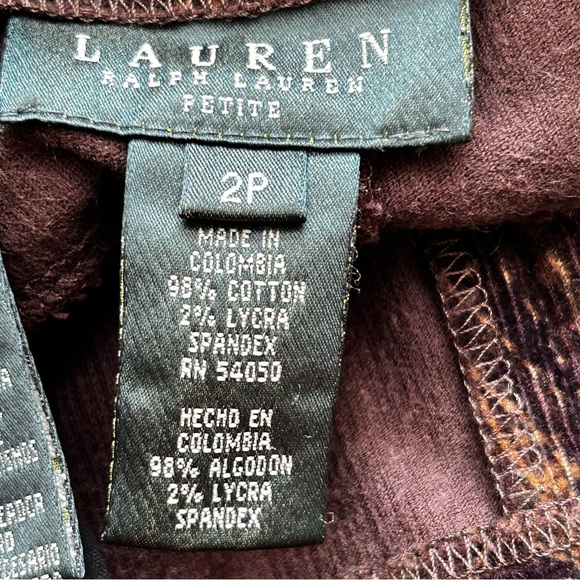 LAUREN
RALPH LAUREN
PETITE
2P
MADE IN
COLOMBIA
98% COTTON
2% LYCRA
SPANDEX
RN 54050
HECHO EN
COLOMBIA
98% ALGODON
2% LYCRA
SPANDEX